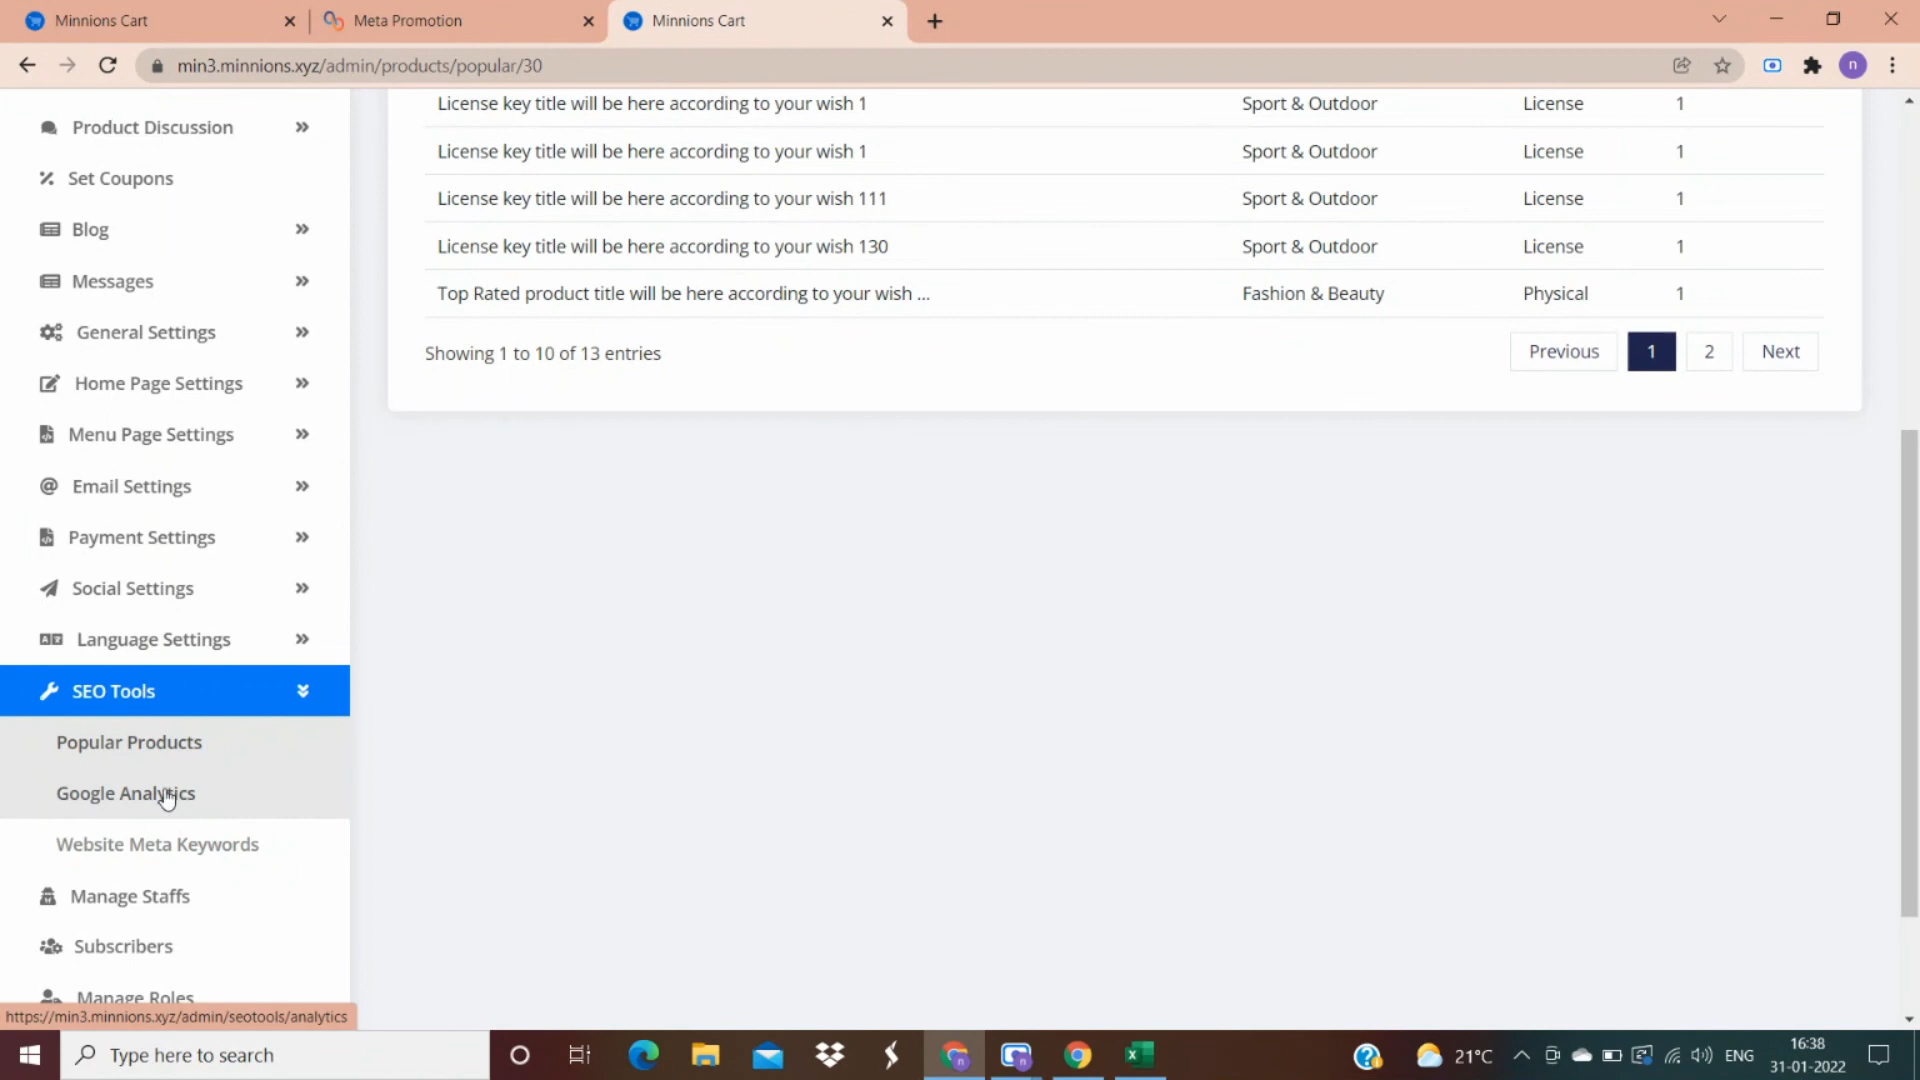 Minnions Cart
Meta Promotion
Minnions Cart
min3.minnions.xyz/admin/products/popular/30
n
Product Discussion
Set Coupons
Blog
Messages
General Settings
Home Page Settings
Menu Page Settings
Email Settings
Payment Settings
Social Settings
Language Settings
SEO Tools
Popular Products
Google Analytics
Website Meta Keywords
Manage Staffs
Subscribers
Manage Roles
https://min3.minnions.xyz/admin/seotools/analytics
License key title will be here according to your wish 1 Sport & Outdoor License 1
License key title will be here according to your wish 1 Sport & Outdoor License 1
License key title will be here according to your wish 111 Sport & Outdoor License 1
License key title will be here according to your wish 130 Sport & Outdoor License 1
Top Rated product title will be here according to your wish ... Fashion & Beauty Physical 1
Showing 1 to 10 of 13 entries
Previous 1 2 Next
Type here to search
21°C
ENG
16:38
31-01-2022